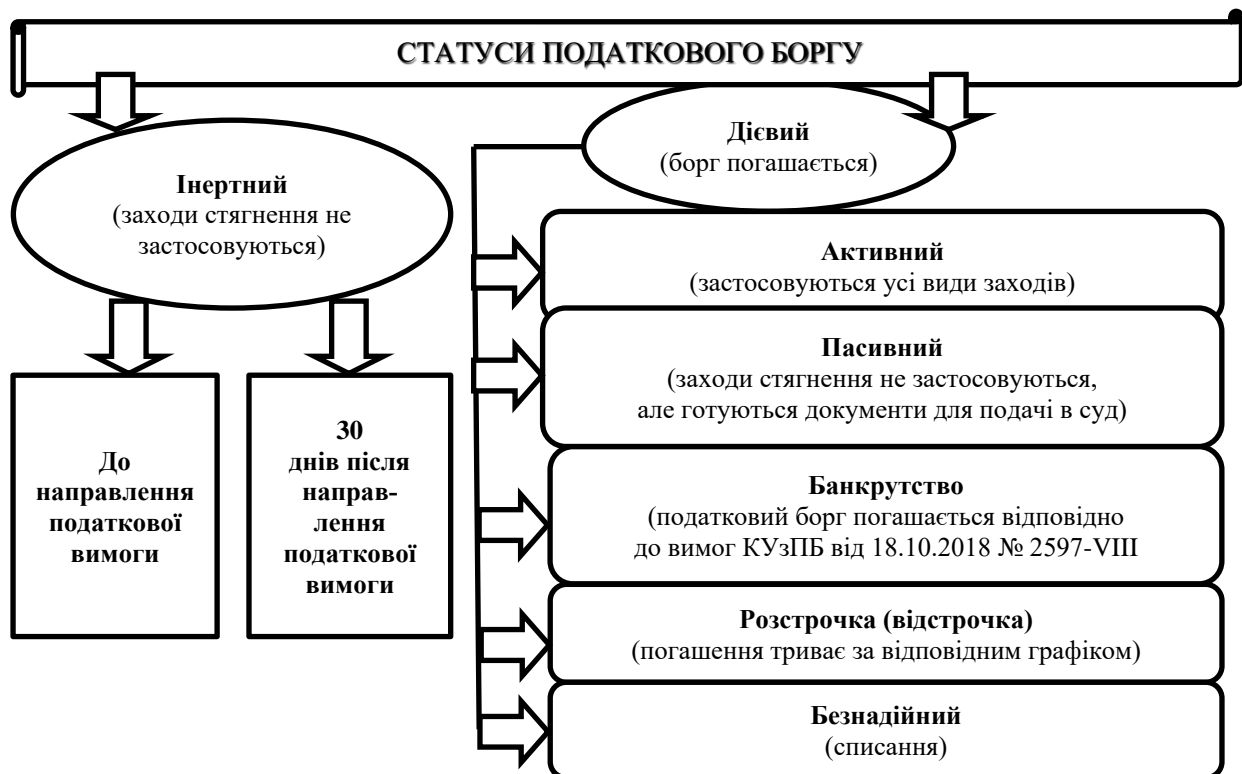 СТАТУСИ ПОДАТКОВОГО БОРГУ
Інертний
(заходи стягнення не
застосовуються)
До
направлення
податкової
вимоги
30
днів після
направ-
лення
податкової
вимоги
Дієвий
(борг погашається)
Активний
(застосовуються усі види заходів)
Пасивний
(заходи стягнення не застосовуються,
але готуються документи для подачі в суд)
Банкрутство
(податковий борг погашається відповідно
до вимог КУзПБ від 18.10.2018 № 2597-VIII
Розстрочка (відстрочка)
(погашення триває за відповідним графіком)
Безнадійний
(списання)